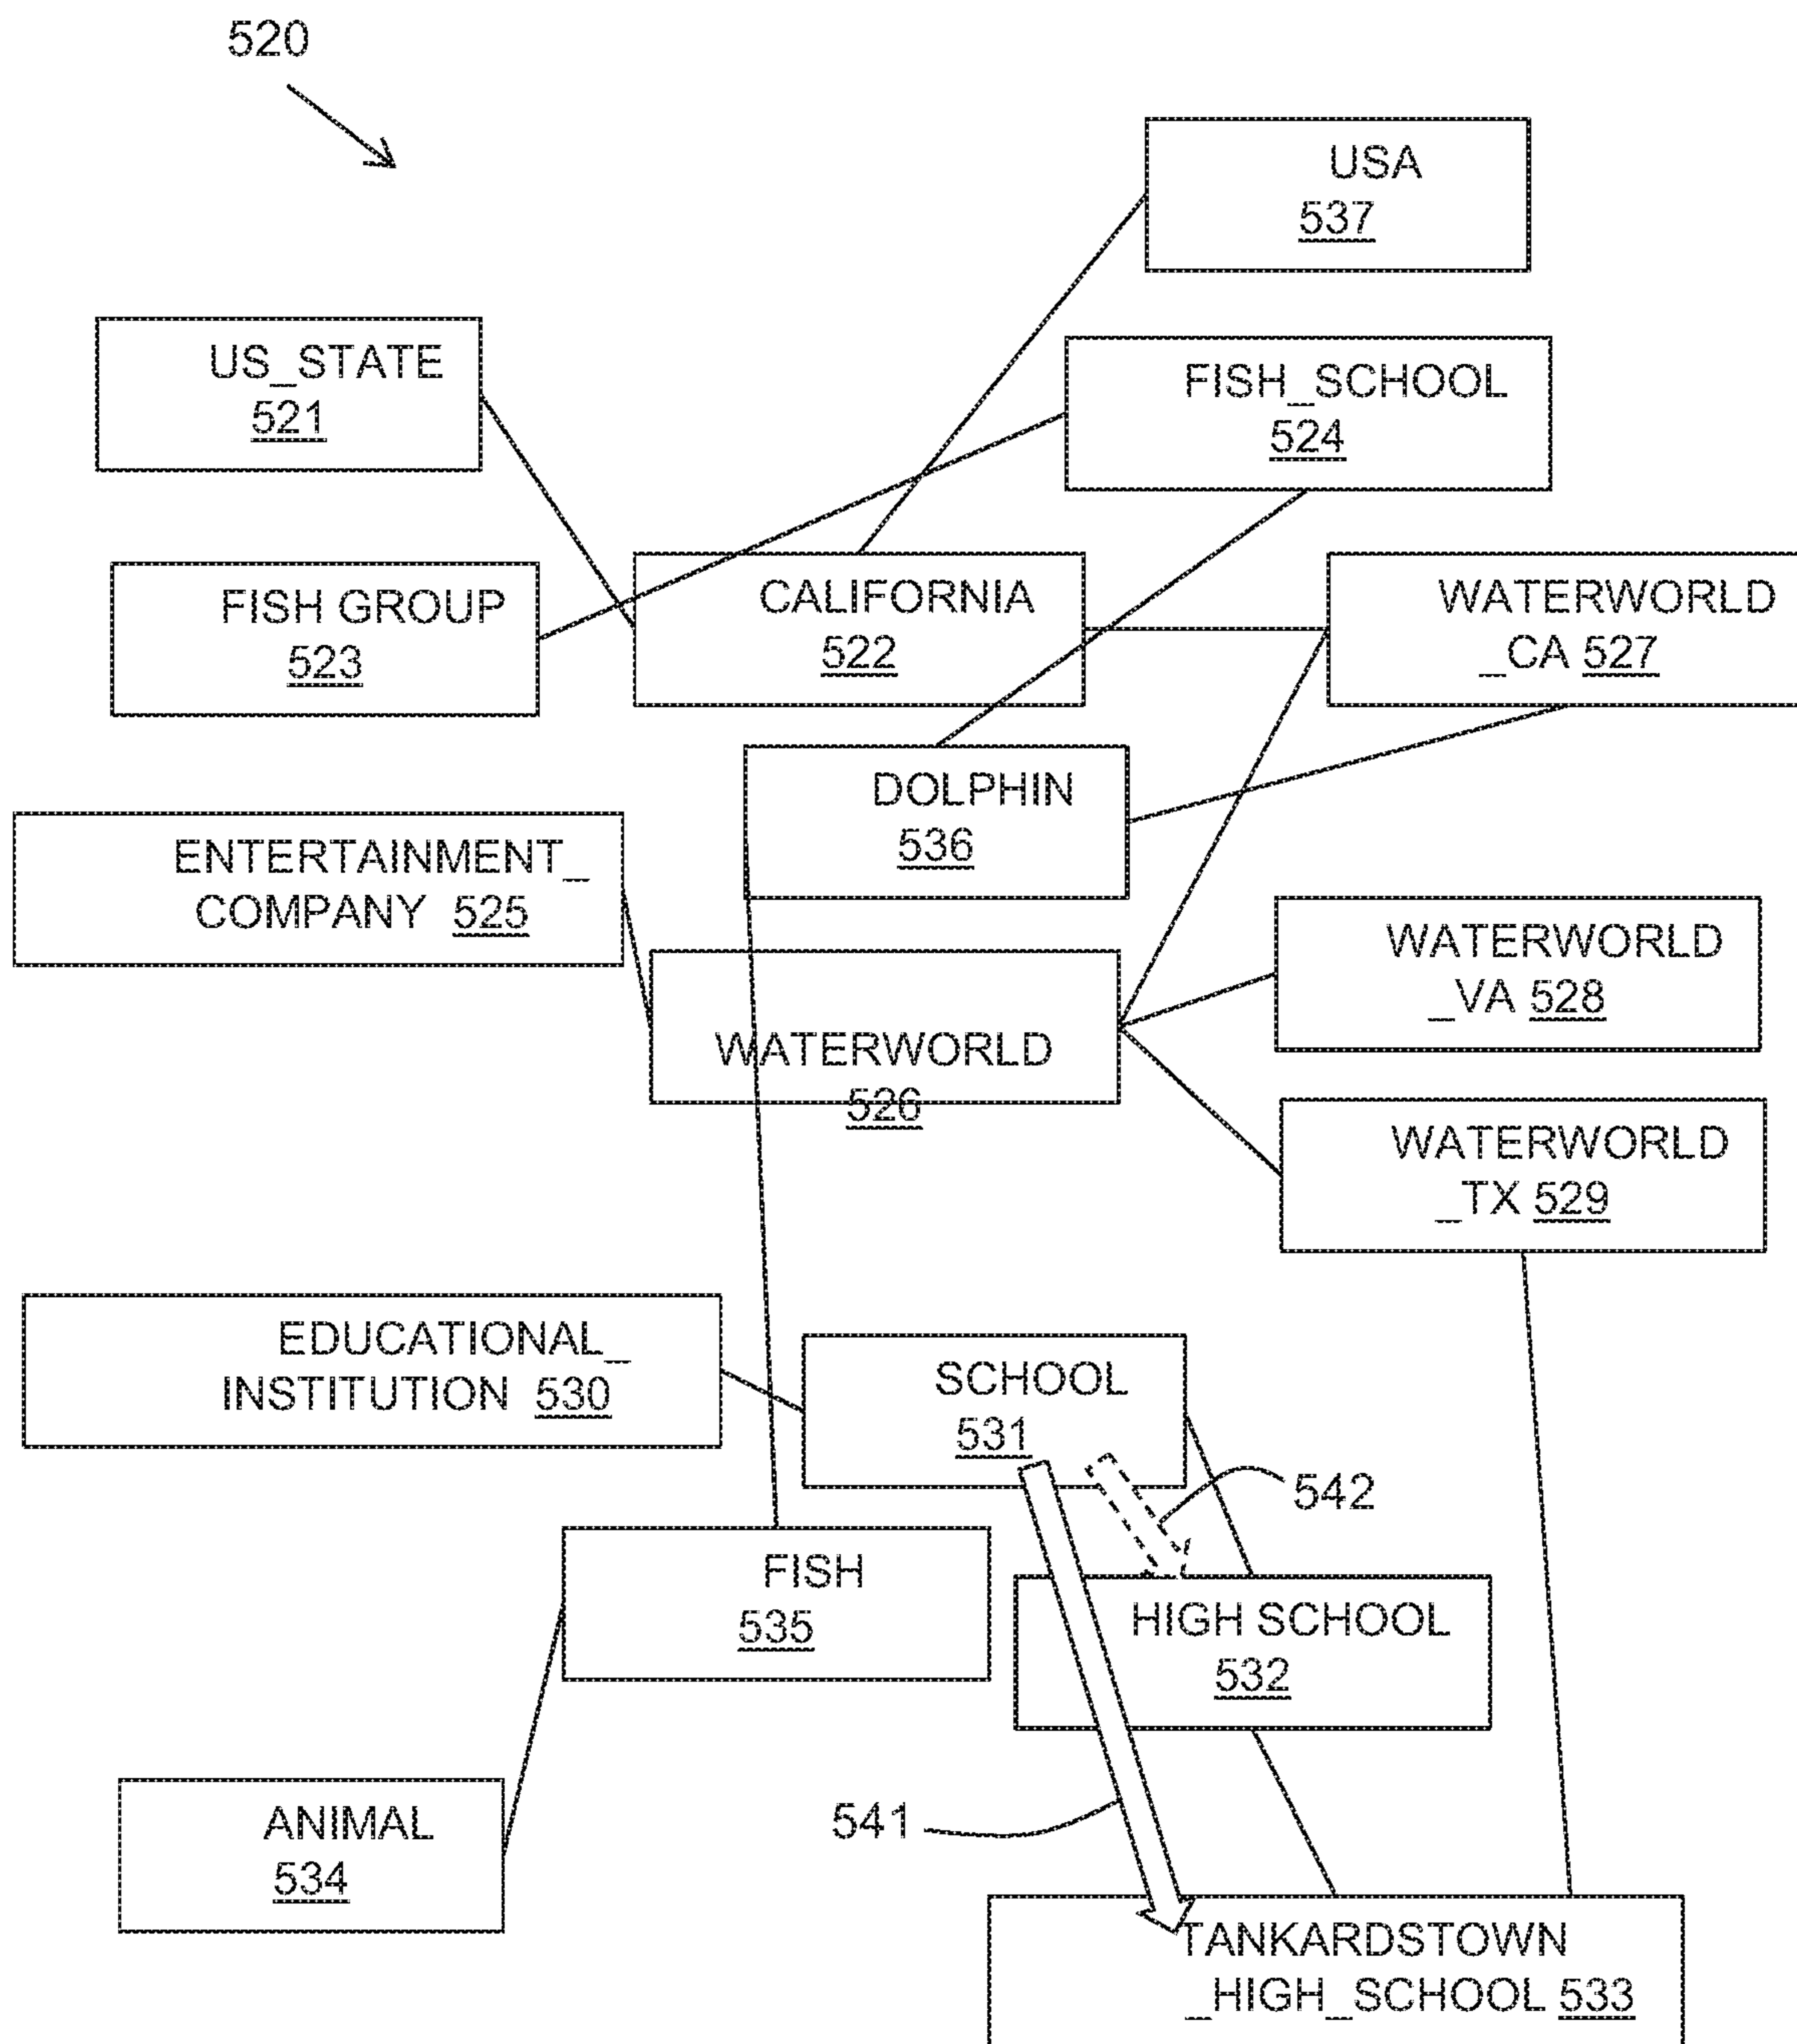 520
USA
537
US_STATE
521
FISH_SCHOOL
524
FISH GROUP
523
CALIFORNIA
522
WATERWORLD
_CA 527
DOLPHIN
536
ENTERTAINMENT_
COMPANY 525
WATERWORLD
_VA 528
WATERWORLD
526
WATERWORLD
_TX 529
EDUCATIONAL_
INSTITUTION 530
SCHOOL
531
542
FISH
535
HIGH SCHOOL
532
541
ANIMAL
534
TANKARDSTOWN
_HIGH_SCHOOL 533